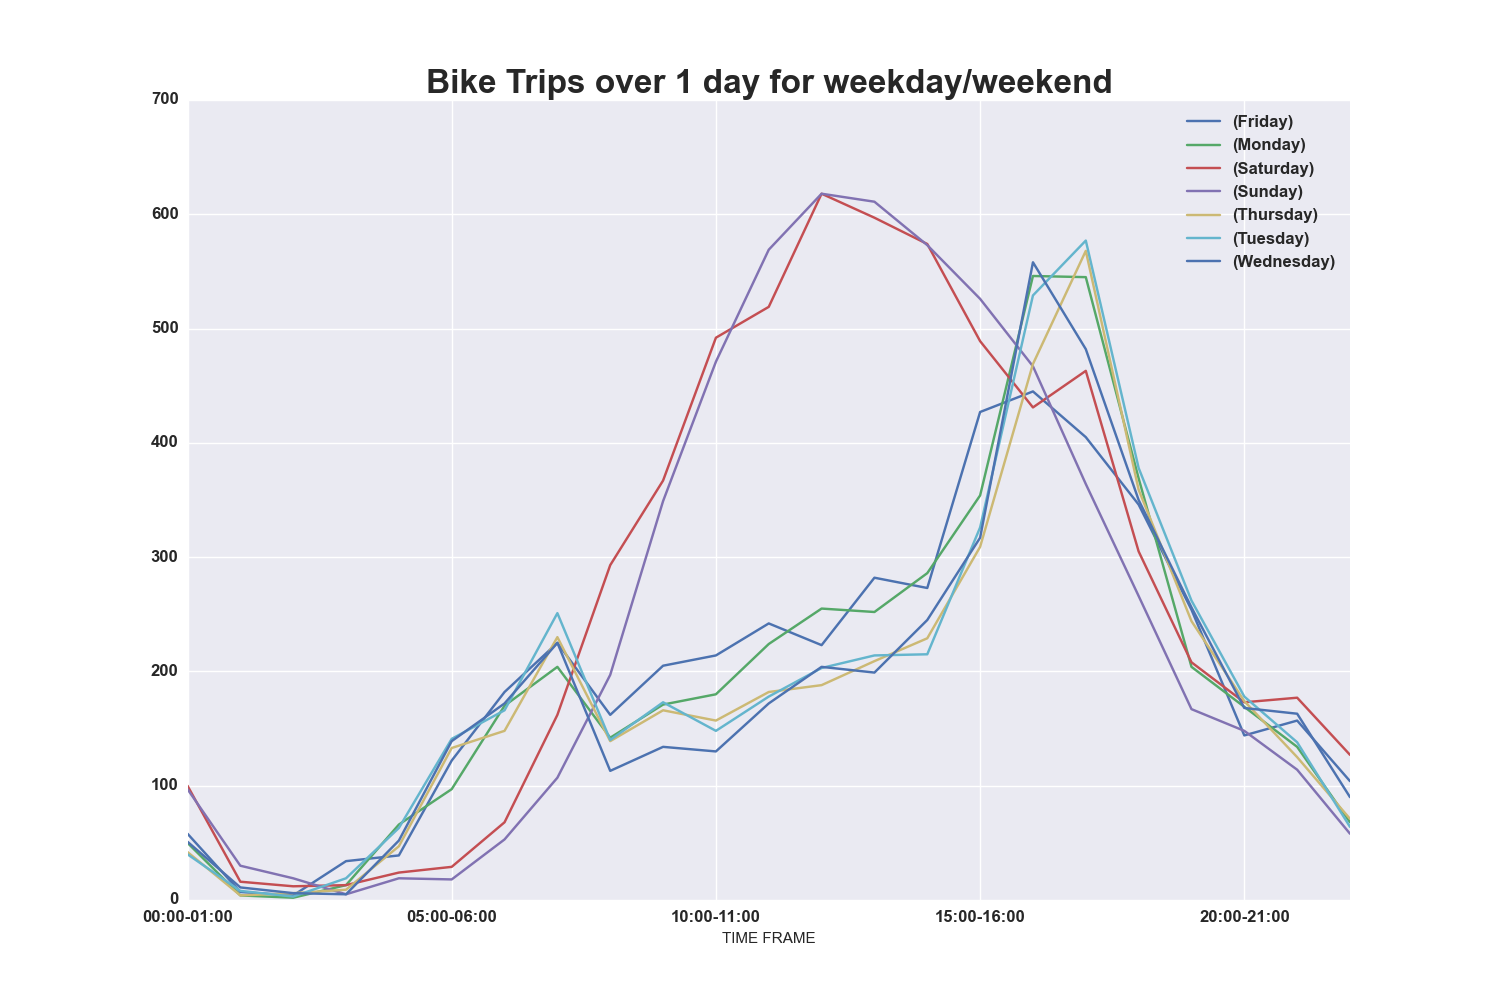 Bike Trips over 1 day for weekday/weekend
700
600
500
400
300
200
100
0
(Friday)
(Monday)
(Saturday)
(Sunday)
(Thursday)
(Tuesday)
(Wednesday)
00:00-01:00 05:00-06:00 10:00-11:00 15:00-16:00 20:00-21:00
TIME FRAME